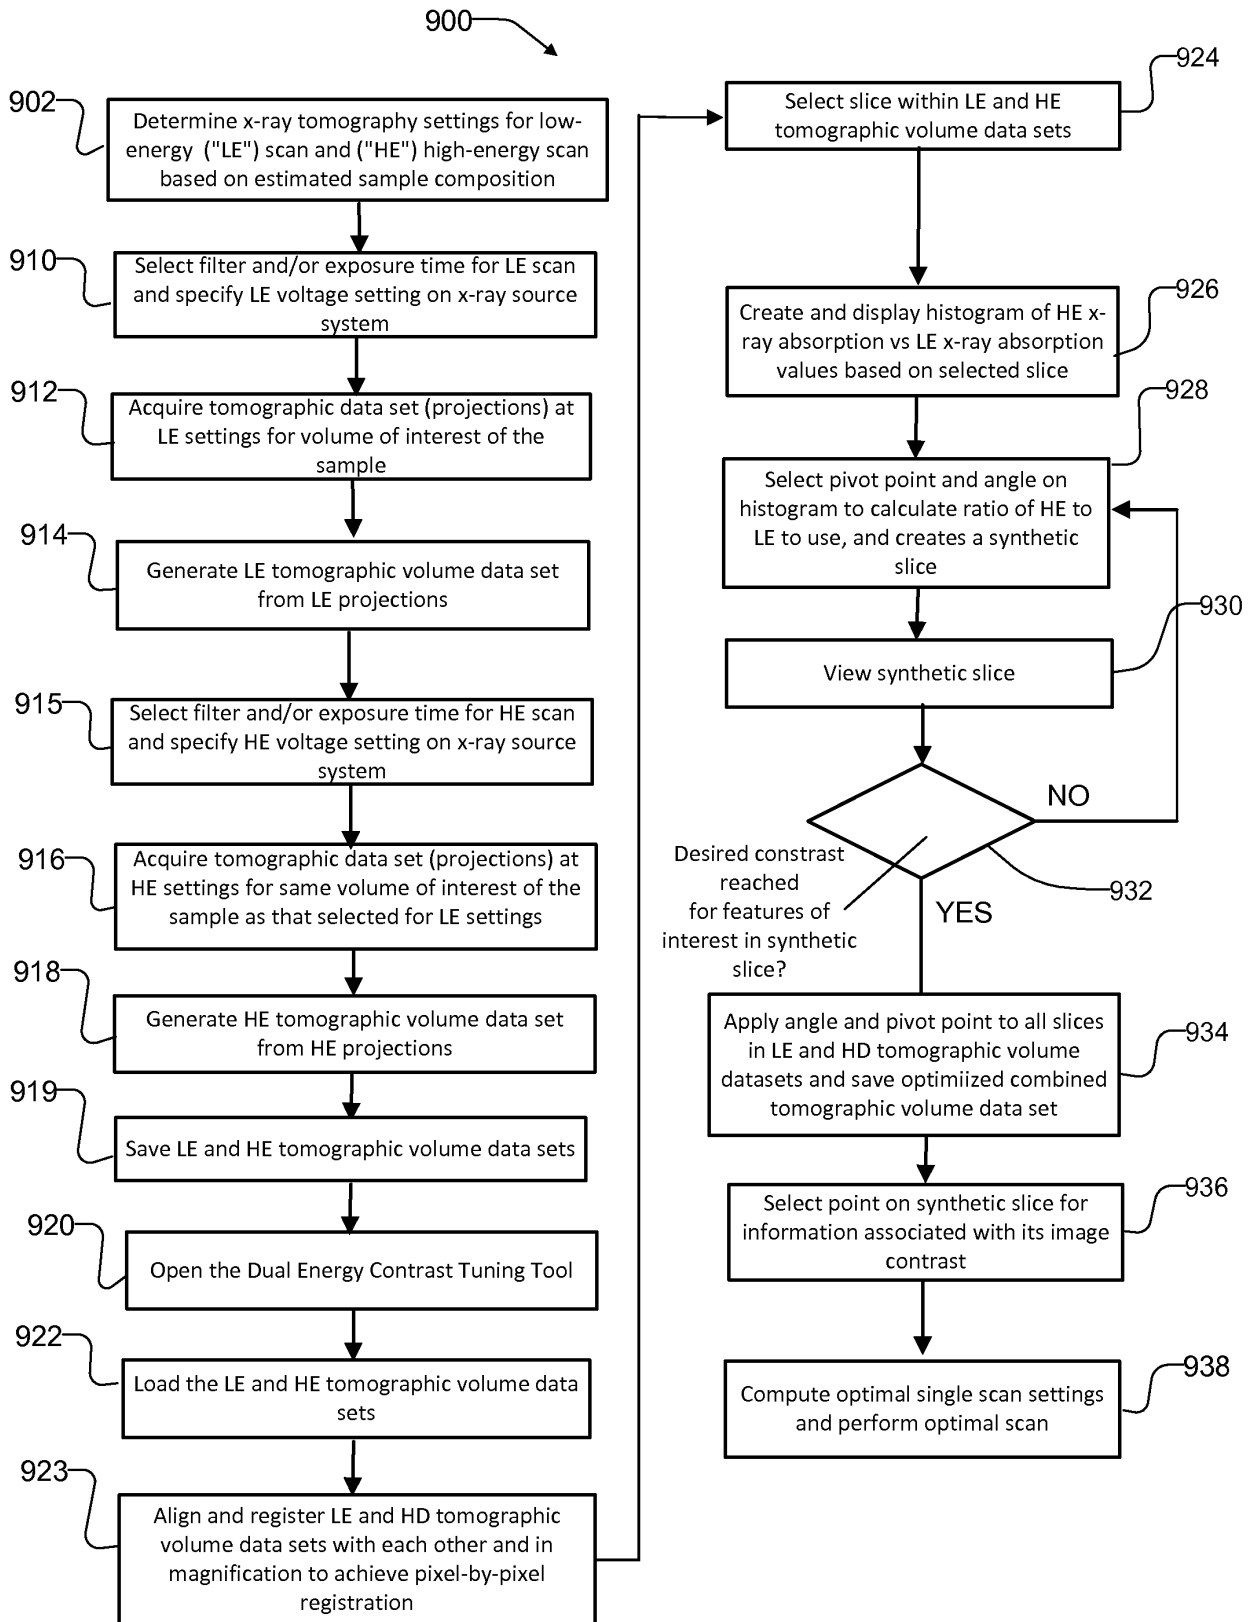 900
902
Determine x-ray tomography settings for low-
energy ("LE") scan and ("HE") high-energy scan
based on estimated sample composition
910
Select filter and/or exposure time for LE scan
and specify LE voltage setting on x-ray source
system
912
Acquire tomographic data set (projections) at
LE settings for volume of interest of the
sample
914
Generate LE tomographic volume data set
from LE projections
915
Select filter and/or exposure time for HE scan
and specify HE voltage setting on x-ray source
system
916
Acquire tomographic data set (projections) at
HE settings for same volume of interest of the
sample as that selected for LE settings
918
Generate HE tomographic volume data set
from HE projections
919
Save LE and HE tomographic volume data sets
920
Open the Dual Energy Contrast Tuning Tool
922
Load the LE and HE tomographic volume data
sets
923
Align and register LE and HD tomographic
volume data sets with each other and in
magnification to achieve pixel-by-pixel
registration
924
Select slice within LE and HE
tomographic volume data sets
926
Create and display histogram of HE x-
ray absorption vs LE x-ray absorption
values based on selected slice
928
Select pivot point and angle on
histogram to calculate ratio of HE to
LE to use, and creates a synthetic
slice
930
View synthetic slice
NO
Desired constrast
reached
for features of
interest in synthetic
slice?
932
YES
934
Apply angle and pivot point to all slices
in LE and HD tomographic volume
datasets and save optimiized combined
tomographic volume data set
936
Select point on synthetic slice for
information associated with its image
contrast
938
Compute optimal single scan settings
and perform optimal scan